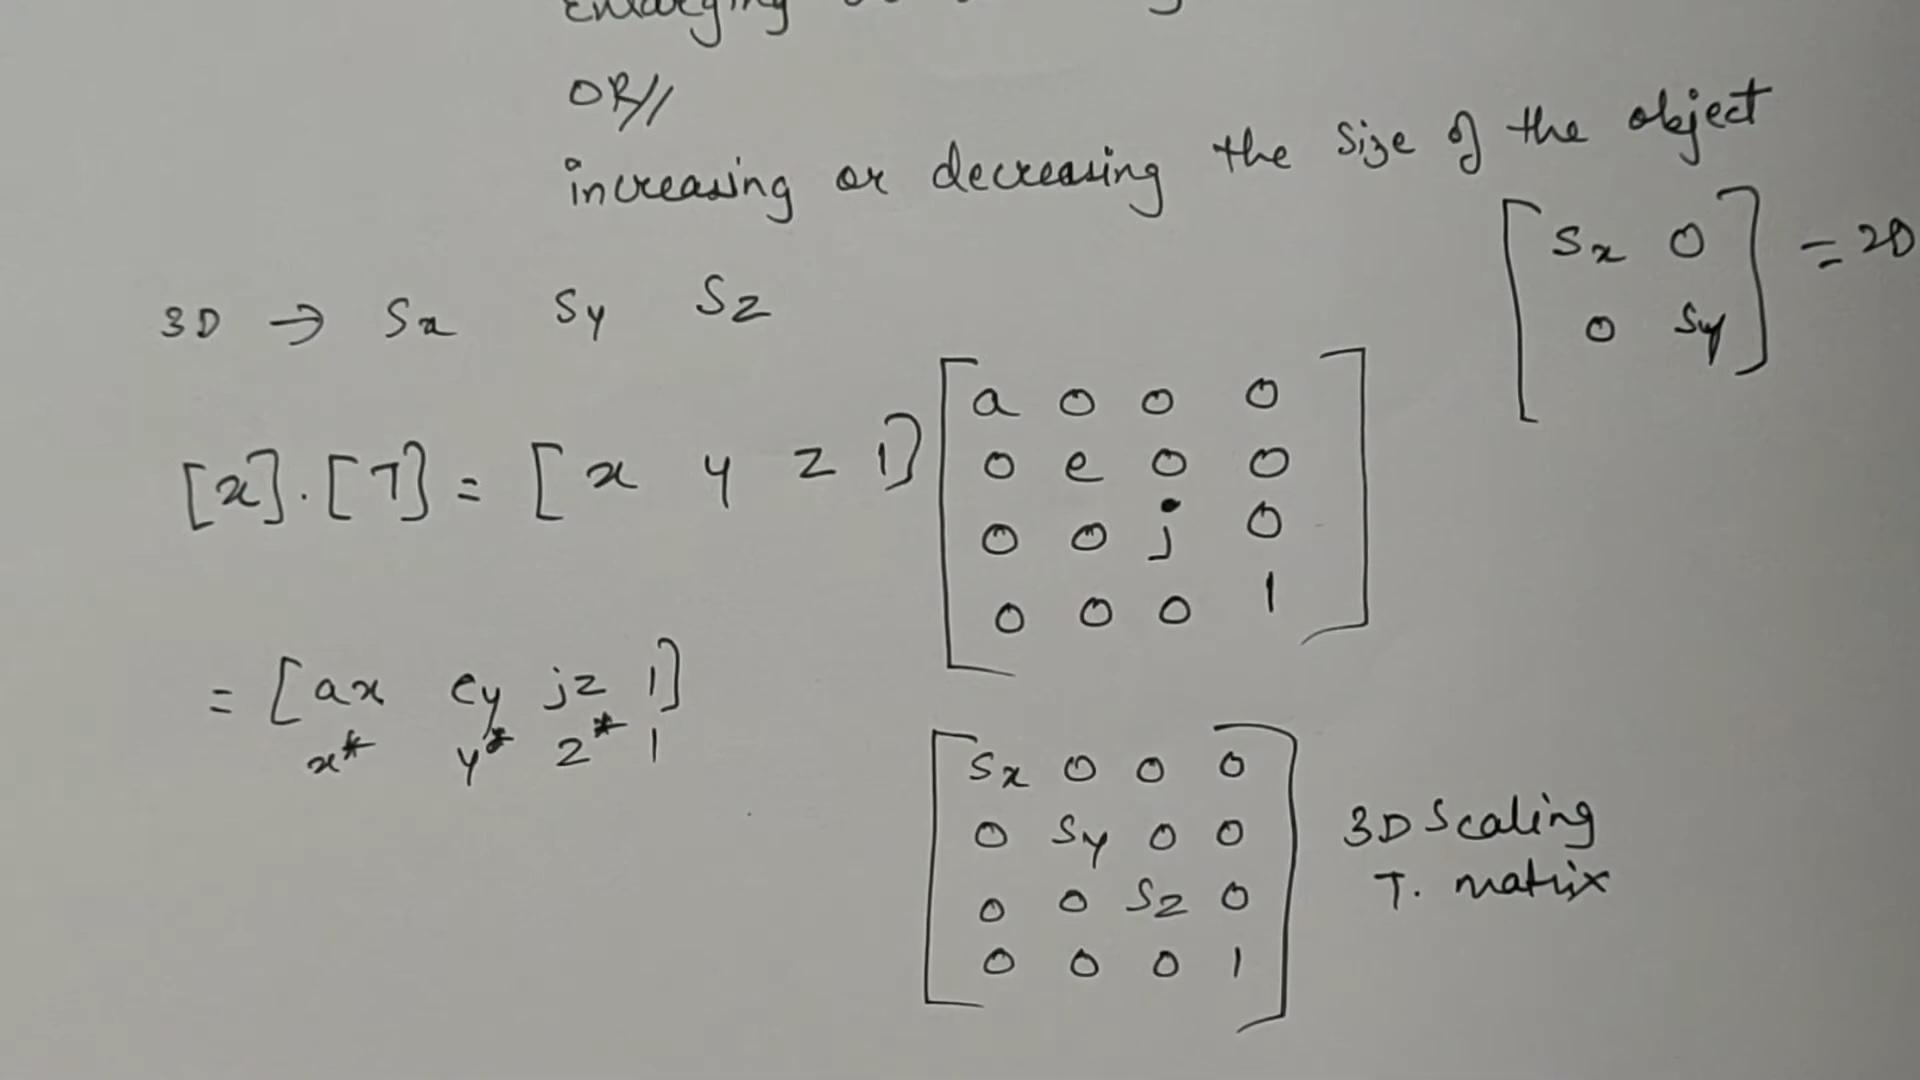 enlarging
OR//
increasing or decreasing the size of the object
[ Sx 0
0 Sy ] = 2D
3D → Sx Sy Sz
[x].[T] = [ x y z 1]
[ a 0 0 0
0 e 0 0
0 0 j 0
0 0 0 1 ]
= [ax ey jz 1]
x* y* z* 1
[ Sx 0 0 0
0 Sy 0 0
0 0 Sz 0
0 0 0 1 ]
3D Scaling
T. matrix